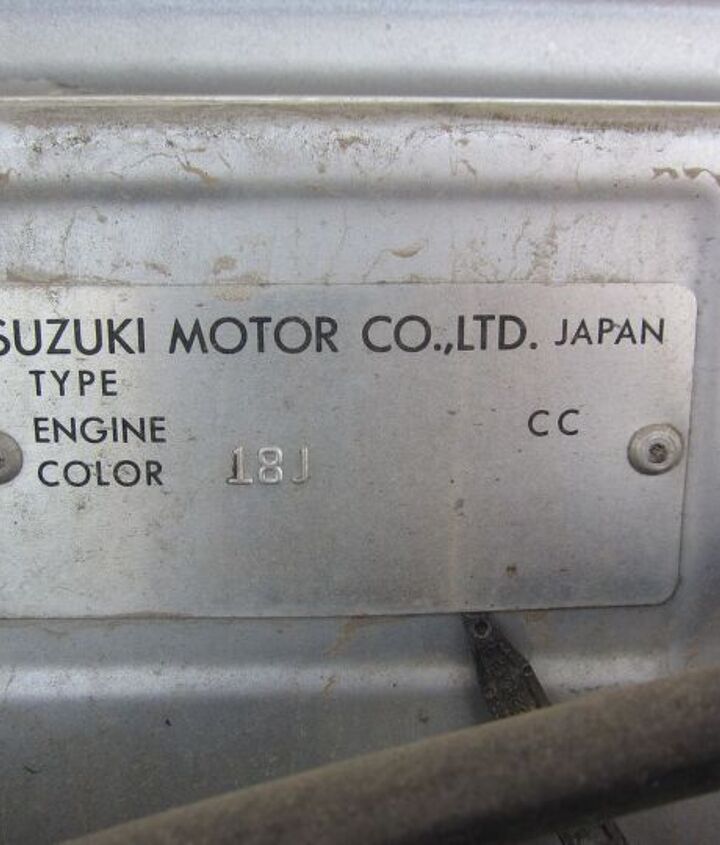 SUZUKI MOTOR CO.,LTD. JAPAN
TYPE
ENGINE CC
COLOR 18J